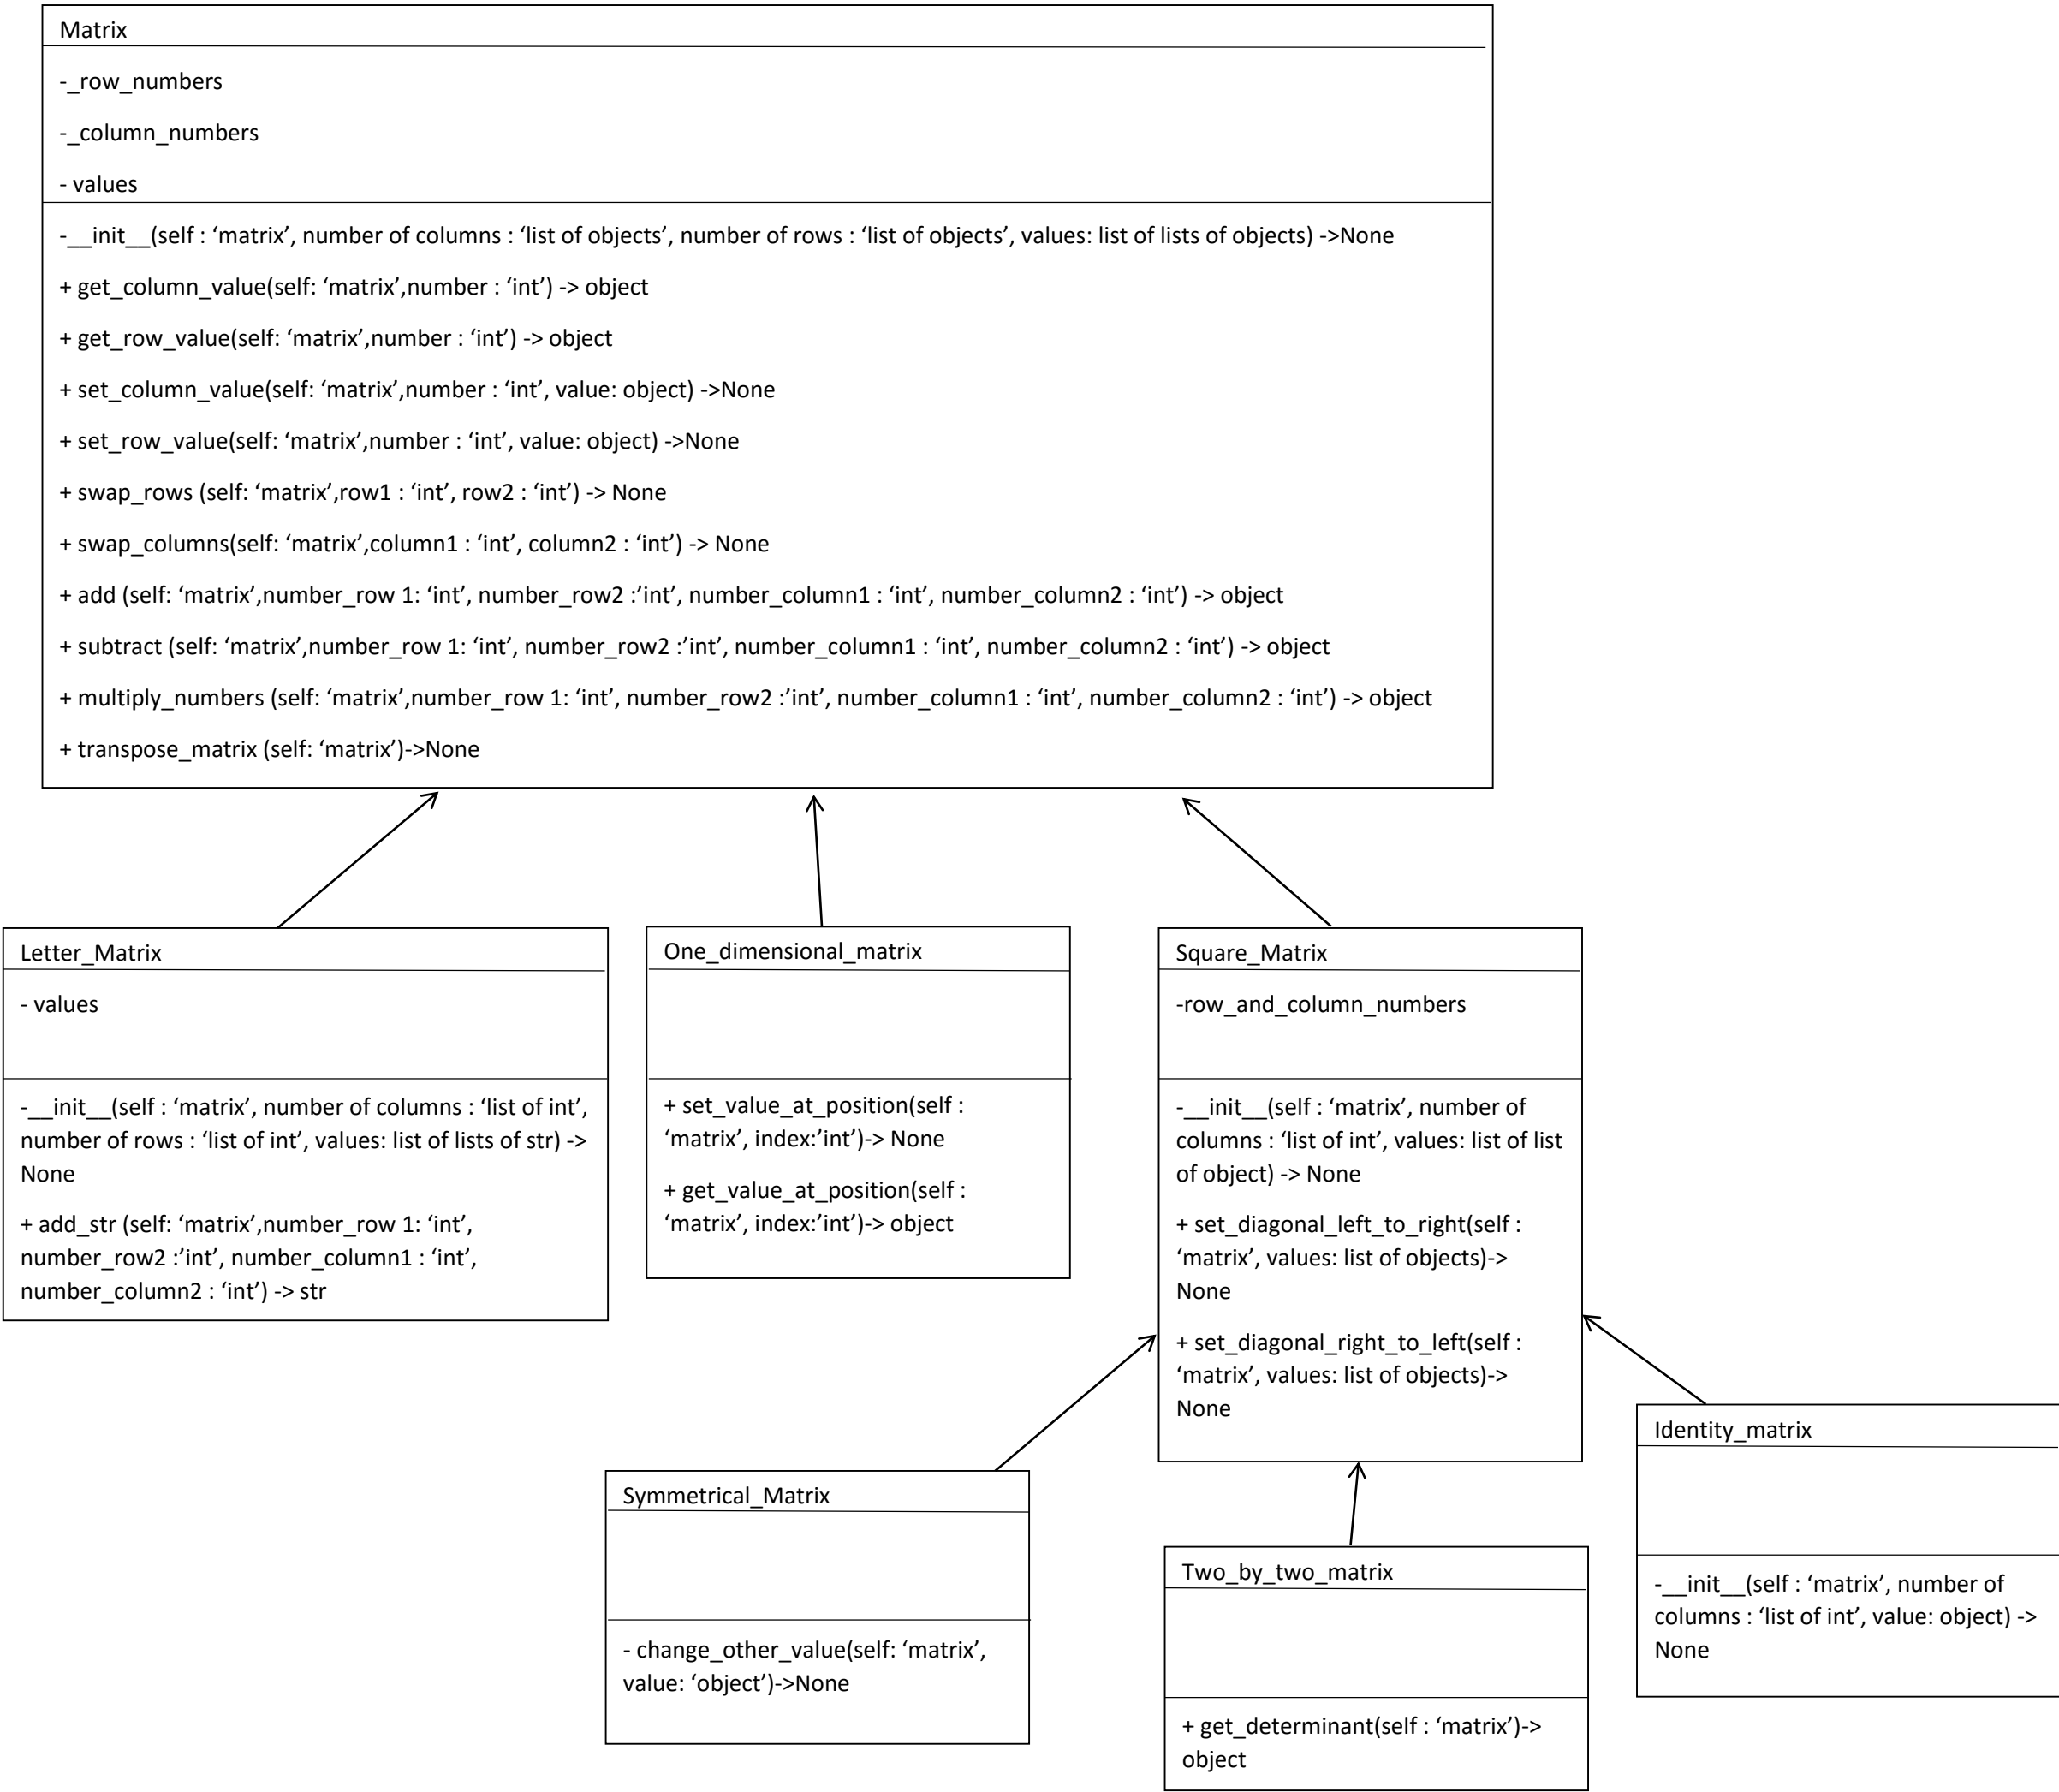 Matrix
-_row_numbers
-_column_numbers
- values
-__init__(self : ‘matrix’, number of columns : ‘list of objects’, number of rows : ‘list of objects’, values: list of lists of objects) ->None
+ get_column_value(self: ‘matrix’,number : ‘int’) -> object
+ get_row_value(self: ‘matrix’,number : ‘int’) -> object
+ set_column_value(self: ‘matrix’,number : ‘int’, value: object) ->None
+ set_row_value(self: ‘matrix’,number : ‘int’, value: object) ->None
+ swap_rows (self: ‘matrix’,row1 : ‘int’, row2 : ‘int’) -> None
+ swap_columns(self: ‘matrix’,column1 : ‘int’, column2 : ‘int’) -> None
+ add (self: ‘matrix’,number_row 1: ‘int’, number_row2 :’int’, number_column1 : ‘int’, number_column2 : ‘int’) -> object
+ subtract (self: ‘matrix’,number_row 1: ‘int’, number_row2 :’int’, number_column1 : ‘int’, number_column2 : ‘int’) -> object
+ multiply_numbers (self: ‘matrix’,number_row 1: ‘int’, number_row2 :’int’, number_column1 : ‘int’, number_column2 : ‘int’) -> object
+ transpose_matrix (self: ‘matrix’)->None
Letter_Matrix
- values
-__init__(self : ‘matrix’, number of columns : ‘list of int’,
number of rows : ‘list of int’, values: list of lists of str) ->
None
+ add_str (self: ‘matrix’,number_row 1: ‘int’,
number_row2 :’int’, number_column1 : ‘int’,
number_column2 : ‘int’) -> str
One_dimensional_matrix
+ set_value_at_position(self :
‘matrix’, index:’int’)-> None
+ get_value_at_position(self :
‘matrix’, index:’int’)-> object
Square_Matrix
-row_and_column_numbers
-__init__(self : ‘matrix’, number of
columns : ‘list of int’, values: list of list
of object) -> None
+ set_diagonal_left_to_right(self :
‘matrix’, values: list of objects)->
None
+ set_diagonal_right_to_left(self :
‘matrix’, values: list of objects)->
None
Symmetrical_Matrix
- change_other_value(self: ‘matrix’,
value: ‘object’)->None
Two_by_two_matrix
+ get_determinant(self : ‘matrix’)->
object
Identity_matrix
-__init__(self : ‘matrix’, number of
columns : ‘list of int’, value: object) ->
None